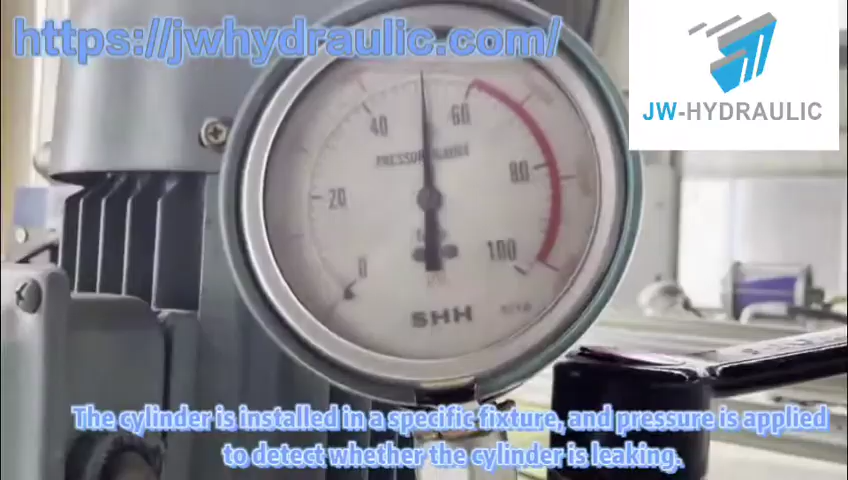 https://jwhydraulic.com/
JW-HYDRAULIC
40
60
PRESSURE GAUGE
20
80
0
100
SHH
The cylinder is installed in a specific fixture, and pressure is applied
to detect whether the cylinder is leaking.